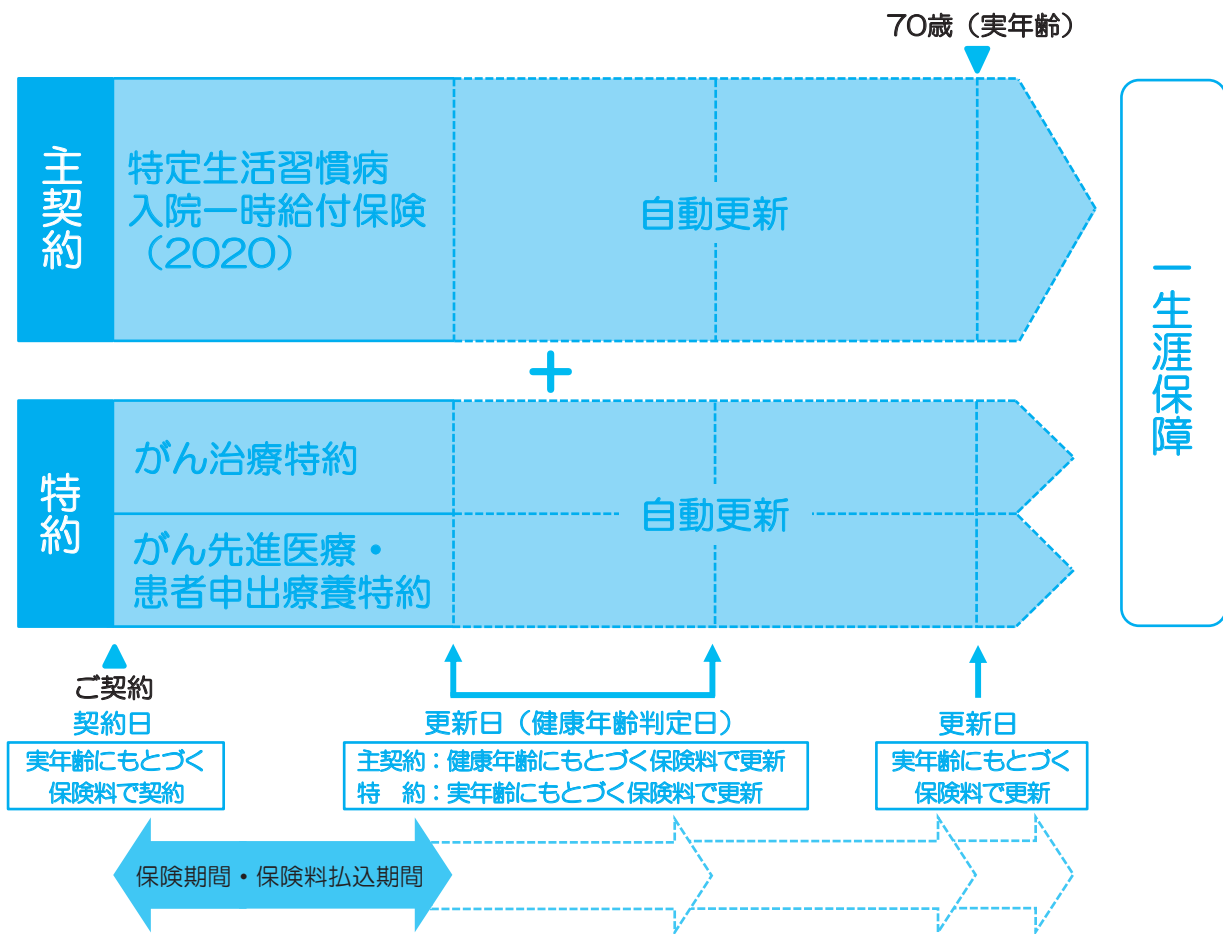 70歳（実年齢）
主契約
特定生活習慣病
入院一時給付保険
（2020）
自動更新
一生涯保障
＋
特約
がん治療特約
がん先進医療・
患者申出療養特約
自動更新
ご契約
契約日
実年齢にもとづく
保険料で契約
更新日（健康年齢判定日）
主契約：健康年齢にもとづく保険料で更新
特　約：実年齢にもとづく保険料で更新
更新日
実年齢にもとづく
保険料で更新
保険期間・保険料払込期間